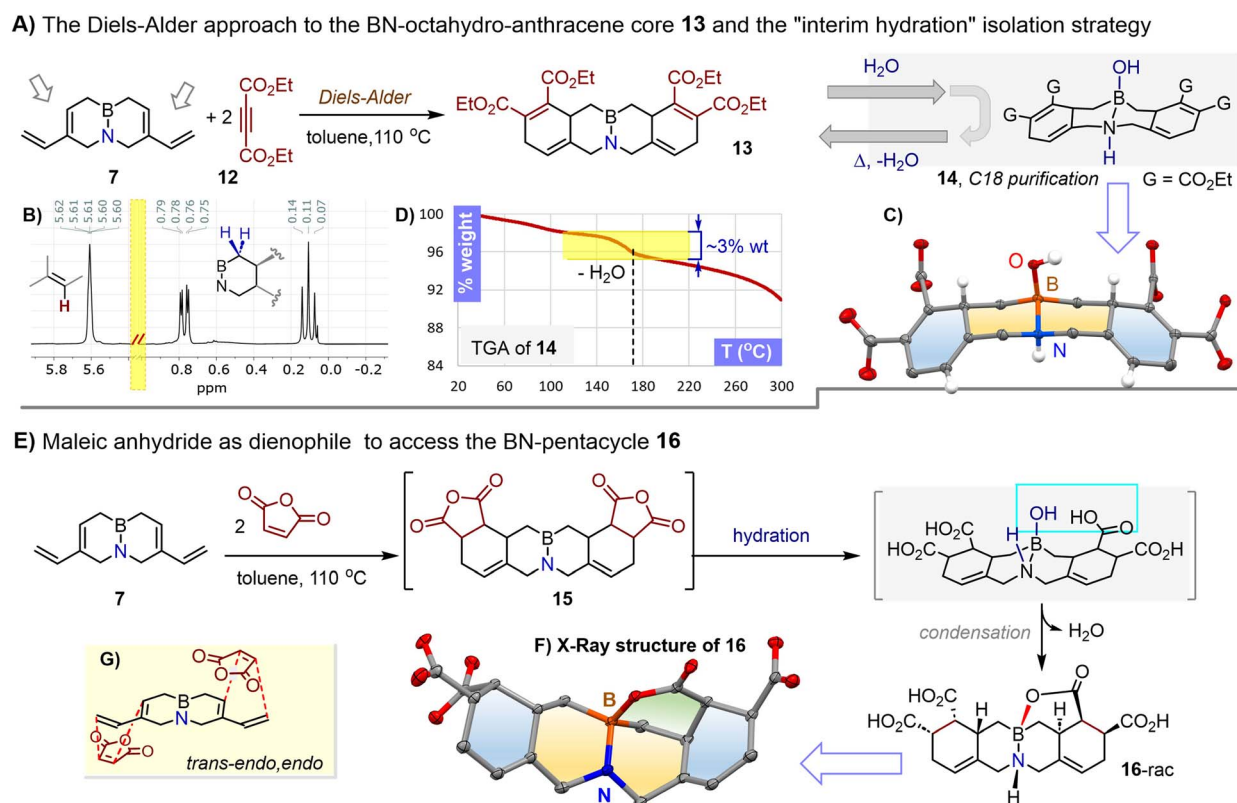 A) The Diels-Alder approach to the BN-octahydro-anthracene core 13 and the "interim hydration" isolation strategy
B
N
7
+ 2
CO₂Et
CO₂Et
12
Diels-Alder
toluene,110 °C
CO₂Et
EtO₂C
CO₂Et
CO₂Et
B
N
13
H₂O
Δ, -H₂O
OH
B
G
G
G
G
N
H
14, C18 purification
G = CO₂Et
B)
5.62
5.61
5.61
5.60
5.60
0.79
0.78
0.76
0.75
0.14
0.11
0.07
H
H H
B
N
5.8 5.6 0.8 0.6 0.4 0.2 0.0 -0.2
ppm
D)
% weight
100
96
92
88
84
~3% wt
- H₂O
TGA of 14
T (°C)
20 60 100 140 180 220 260 300
C)
O
B
N
E) Maleic anhydride as dienophile to access the BN-pentacycle 16
B
N
7
2
O
O
O
toluene, 110 °C
O
O
O
O
O
O
B
N
15
hydration
OH
HO
O
HO₂C
HO₂C
H
B
N
CO₂H
condensation
H₂O
G)
O
O
O
B
N
O
O
O
trans-endo,endo
F) X-Ray structure of 16
B
N
O
O
HO₂C
HO₂C
H
H
B
N
H
CO₂H
16-rac